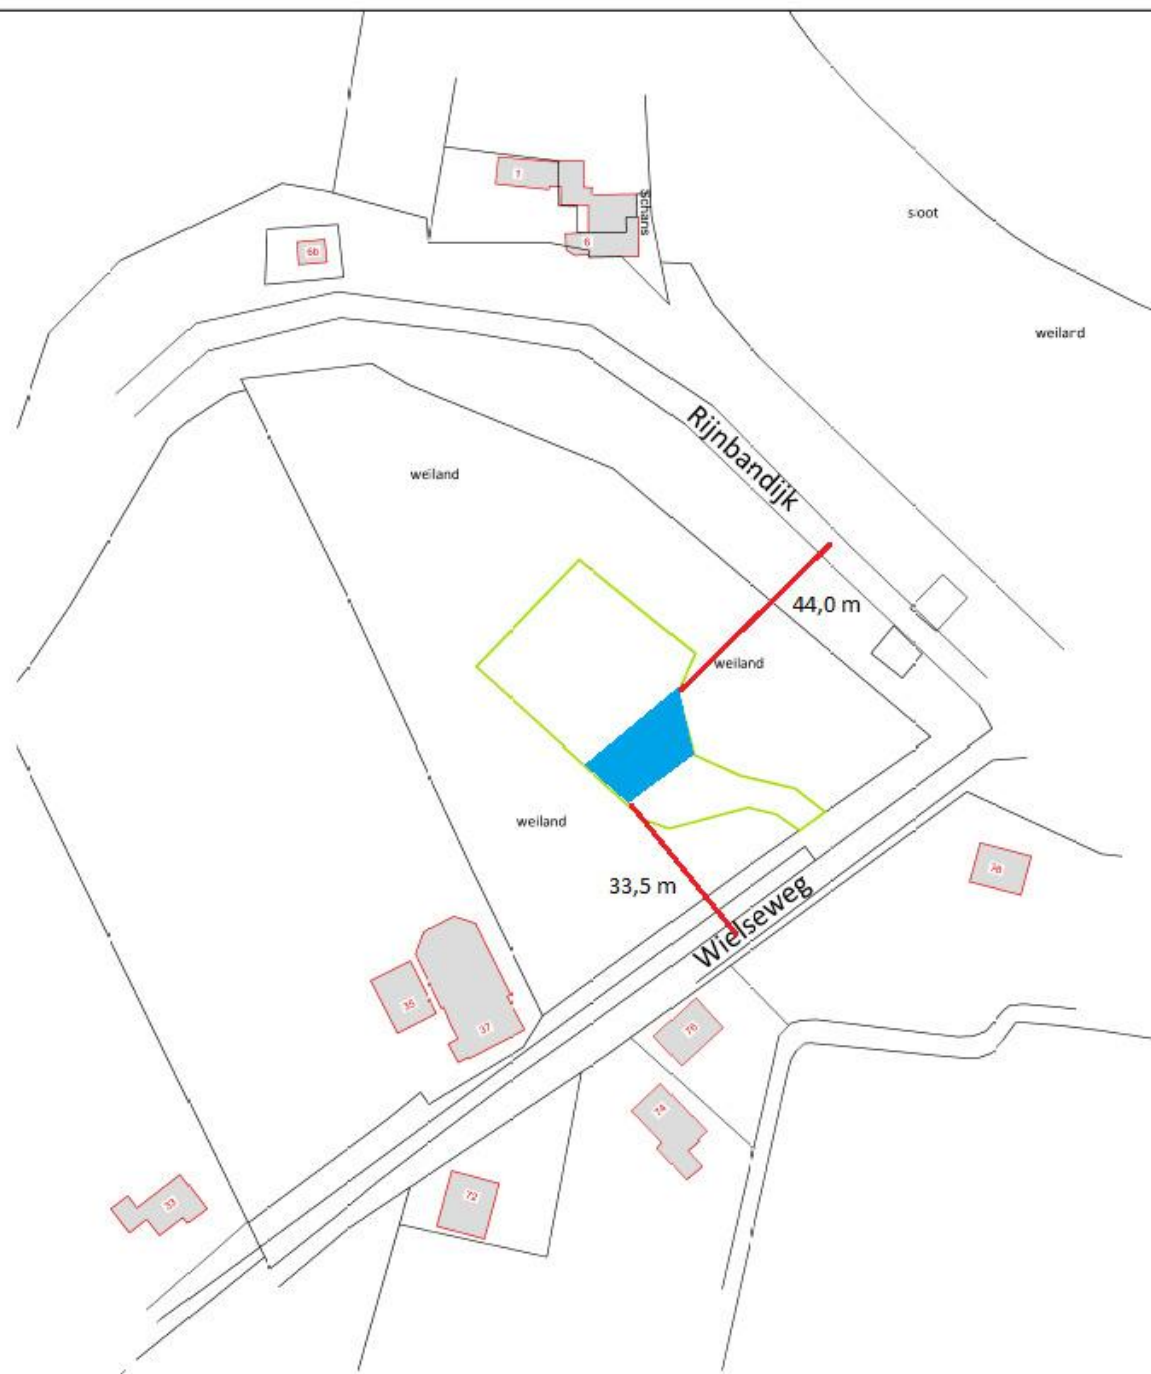 1
Schans
sloot
6
6b
weiland
Rijnbandijk
weiland
44,0 m
weiland
weiland
78
33,5 m
Wielseweg
35
37
76
74
72
33